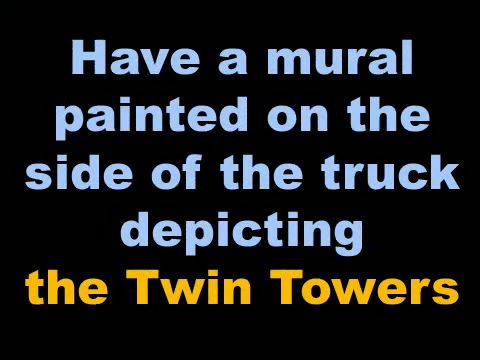 Have a mural
painted on the
side of the truck
depicting
the Twin Towers